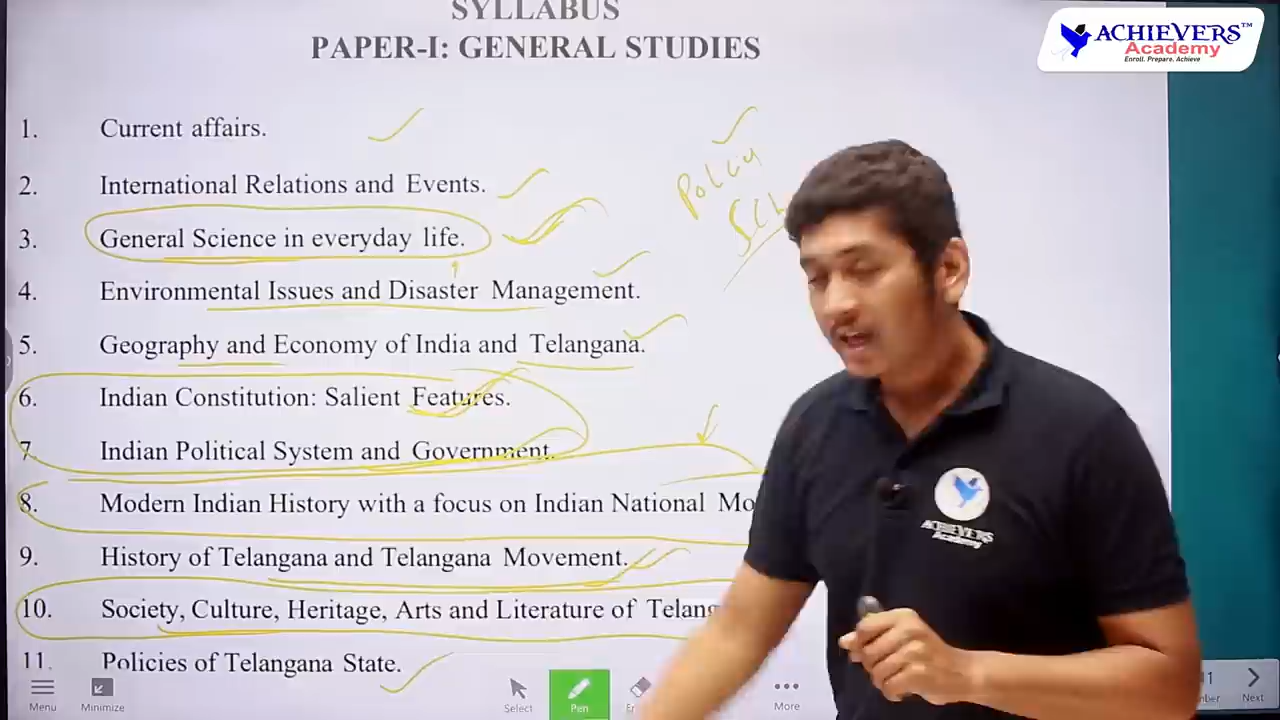 SYLLABUS
PAPER-I: GENERAL STUDIES
ACHIEVERS™
Academy
Enroll. Prepare. Achieve
1. Current affairs.
2. International Relations and Events.
3. General Science in everyday life.
4. Environmental Issues and Disaster Management.
5. Geography and Economy of India and Telangana.
6. Indian Constitution: Salient Features.
7. Indian Political System and Government.
8. Modern Indian History with a focus on Indian National Mo
9. History of Telangana and Telangana Movement.
10. Society, Culture, Heritage, Arts and Literature of Telang
11. Policies of Telangana State.
Policy
ACHIEVERS
Academy
Menu
Minimize
Select
Pen
More
Next